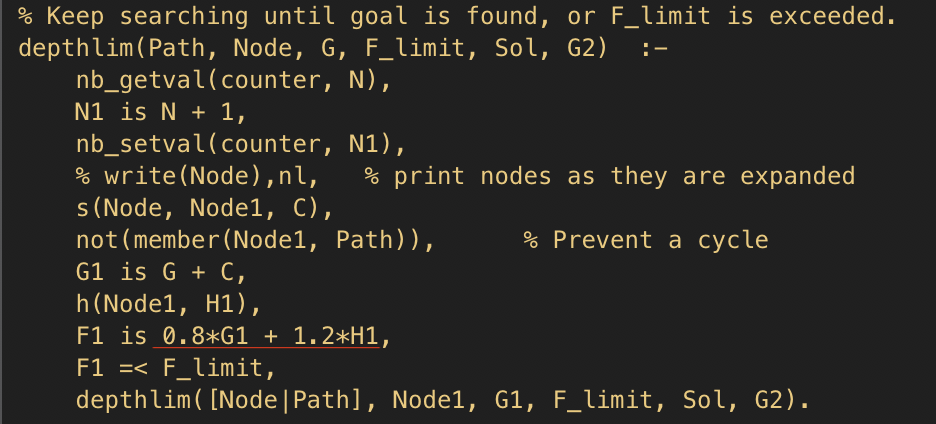 % Keep searching until goal is found, or F_limit is exceeded.
depthlim(Path, Node, G, F_limit, Sol, G2)  :-
    nb_getval(counter, N),
    N1 is N + 1,
    nb_setval(counter, N1),
    % write(Node),nl,   % print nodes as they are expanded
    s(Node, Node1, C),
    not(member(Node1, Path)),      % Prevent a cycle
    G1 is G + C,
    h(Node1, H1),
    F1 is 0.8*G1 + 1.2*H1,
    F1 =< F_limit,
    depthlim([Node|Path], Node1, G1, F_limit, Sol, G2).